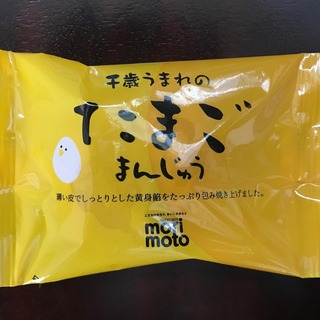 千歳うまれの
たまご
まんじゅう
薄い皮でしっとりとした黄身餡をたっぷり包み焼き上げました。
mori
moto